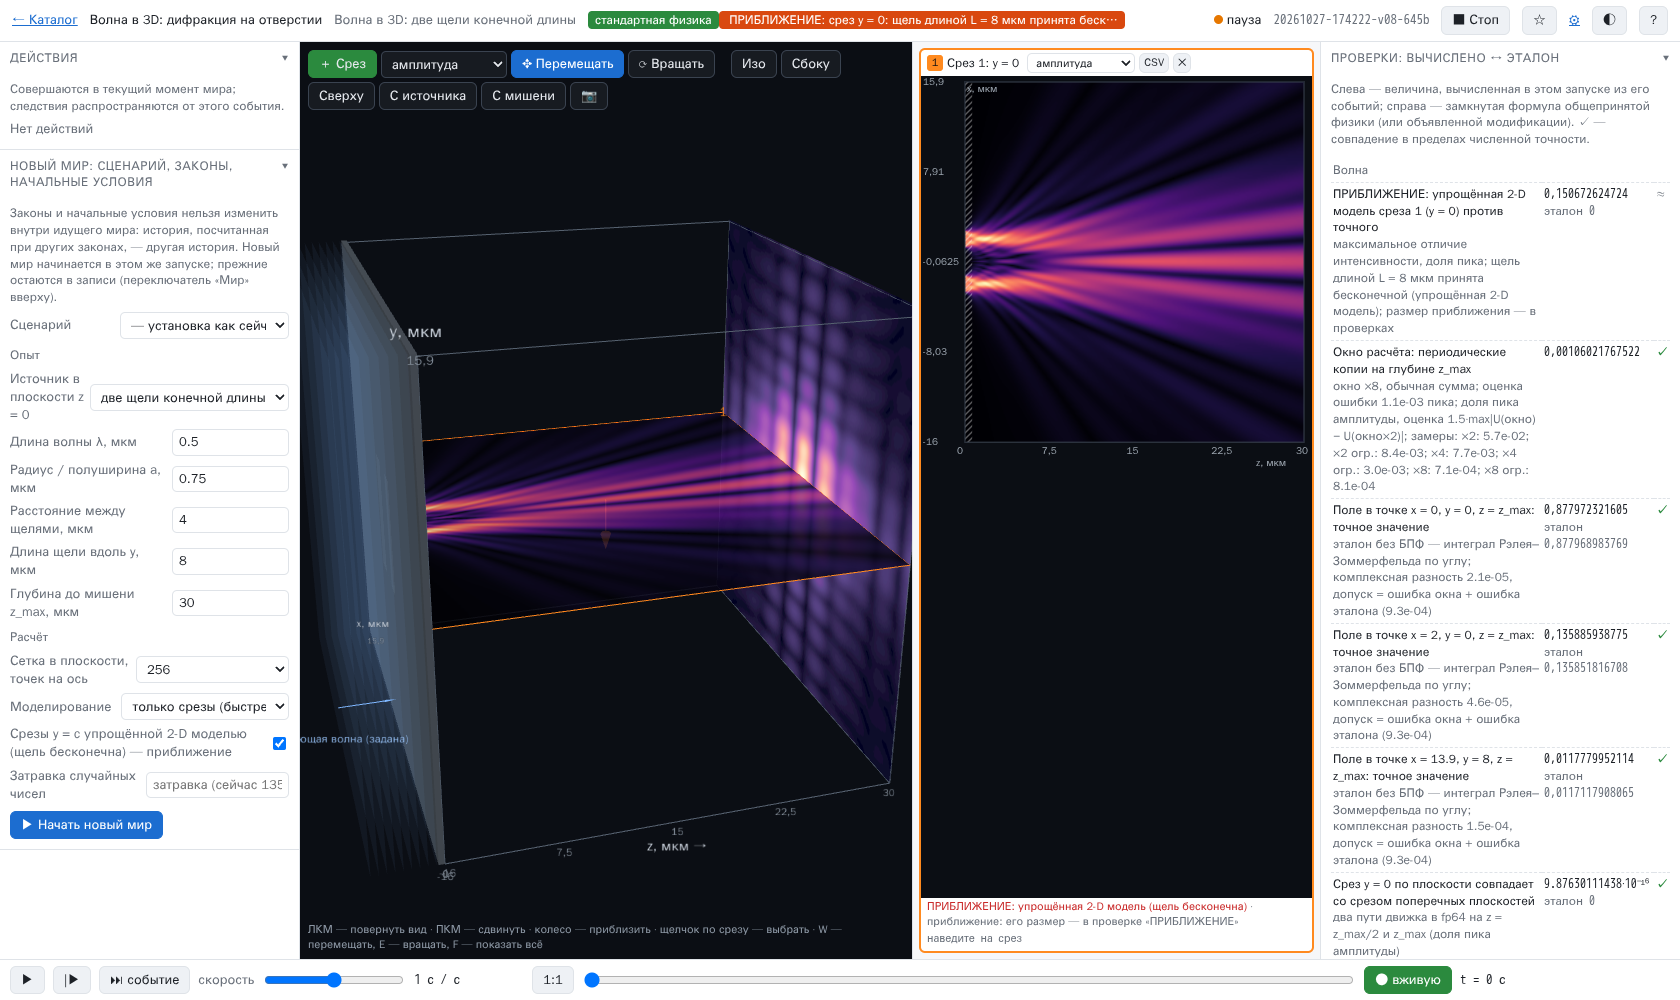 ← Каталог Волна в 3D: дифракция на отверстии Волна в 3D: две щели конечной длины стандартная физика ПРИБЛИЖЕНИЕ: срез y = 0: щель длиной L = 8 мкм принята беск··· пауза 20261027-174222-v08-645b Стоп ☆ ⚙ ?
ДЕЙСТВИЯ
Совершаются в текущий момент мира;
следствия распространяются от этого события.
Нет действий
НОВЫЙ МИР: СЦЕНАРИЙ, ЗАКОНЫ,
НАЧАЛЬНЫЕ УСЛОВИЯ
Законы и начальные условия нельзя изменить
внутри идущего мира: история, посчитанная
при других законах, — другая история. Новый
мир начинается в этом же запуске; прежние
остаются в записи (переключатель «Мир»
вверху).
Сценарий — установка как сейч
Опыт
Источник в
плоскости z
= 0
две щели конечной длины
Длина волны λ, мкм 0.5
Радиус / полуширина a,
мкм
0.75
Расстояние между
щелями, мкм
4
Длина щели вдоль y,
мкм
8
Глубина до мишени
z_max, мкм
30
Расчёт
Сетка в плоскости,
точек на ось
256
Моделирование только срезы (быстре
Срезы y = c упрощённой 2-D моделью
(щель бесконечна) — приближение
Затравка случайных
чисел
затравка (сейчас 135
▶ Начать новый мир
+ Срез амплитуда Перемещать Вращать Изо Сбоку
Сверху С источника С мишени
y, мкм
15,9
x, мкм
15,9
ющая волна (задана)
1
30
22,5
15
z, мкм →
7,5
ЛКМ — повернуть вид · ПКМ — сдвинуть · колесо — приблизить · щелчок по срезу — выбрать · W —
перемещать, E — вращать, F — показать всё
1 Срез 1: y = 0 амплитуда CSV ✕
15,9
x, мкм
7,91
-0,0625
-8,03
-16
0 7,5 15 22,5 30
z, мкм
ПРИБЛИЖЕНИЕ: упрощённая 2-D модель (щель бесконечна) ·
приближение: его размер — в проверке «ПРИБЛИЖЕНИЕ»
наведите на срез
ПРОВЕРКИ: ВЫЧИСЛЕНО ↔ ЭТАЛОН
Слева — величина, вычисленная в этом запуске из его
событий; справа — замкнутая формула общепринятой
физики (или объявленной модификации). ✓ —
совпадение в пределах численной точности.
Волна
ПРИБЛИЖЕНИЕ: упрощённая 2-D 0,150672624724 ≈
модель среза 1 (y = 0) против эталон 0
точного
максимальное отличие
интенсивности, доля пика; щель
длиной L = 8 мкм принята
бесконечной (упрощённая 2-D
модель); размер приближения — в
проверках
Окно расчёта: периодические 0,00106021767522 ✓
копии на глубине z_max
окно ×8, обычная сумма; оценка
ошибки 1.1e-03 пика; доля пика
амплитуды, оценка 1.5·max|U(окно)
− U(окно×2)|; замеры: ×2: 5.7e-02;
×2 огр.: 8.4e-03; ×4: 7.7e-03; ×4
огр.: 3.0e-03; ×8: 7.1e-04; ×8 огр.:
8.1e-04
Поле в точке x = 0, y = 0, z = z_max: 0,877972321605 ✓
точное значение эталон
эталон без БПФ — интеграл Рэлея— 0,877968983769
Зоммерфельда по углу;
комплексная разность 2.1e-05,
допуск = ошибка окна + ошибка
эталона (9.3e-04)
Поле в точке x = 2, y = 0, z = z_max: 0,135885938775 ✓
точное значение эталон
эталон без БПФ — интеграл Рэлея— 0,135851816708
Зоммерфельда по углу;
комплексная разность 4.6e-05,
допуск = ошибка окна + ошибка
эталона (9.3e-04)
Поле в точке x = 13.9, y = 8, z = 0,0117779952114 ✓
z_max: точное значение эталон
эталон без БПФ — интеграл Рэлея— 0,0117117908065
Зоммерфельда по углу;
комплексная разность 1.5e-04,
допуск = ошибка окна + ошибка
эталона (9.3e-04)
Срез y = 0 по плоскости совпадает 9.87630111438·10⁻¹⁶ ✓
со срезом поперечных плоскостей эталон 0
два пути движка в fp64 на z =
z_max/2 и z_max (доля пика
амплитуды)
событие скорость 1 с / с 1:1 вживую t = 0 с